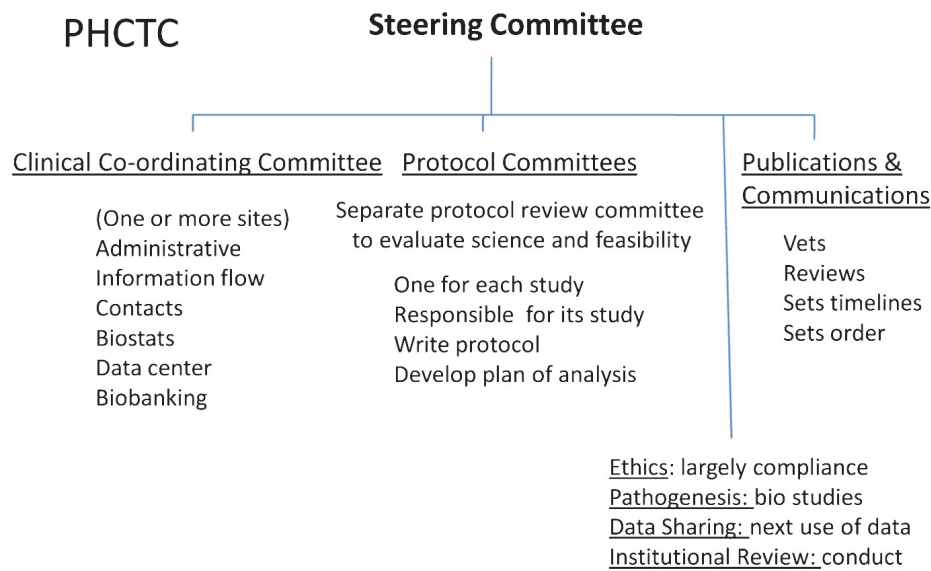 PHCTC
Steering Committee
Clinical Co-ordinating Committee
(One or more sites)
Administrative
Information flow
Contacts
Biostats
Data center
Biobanking
Protocol Committees
Separate protocol review committee
to evaluate science and feasibility
One for each study
Responsible for its study
Write protocol
Develop plan of analysis
Publications &
Communications
Vets
Reviews
Sets timelines
Sets order
Ethics: largely compliance
Pathogenesis: bio studies
Data Sharing: next use of data
Institutional Review: conduct